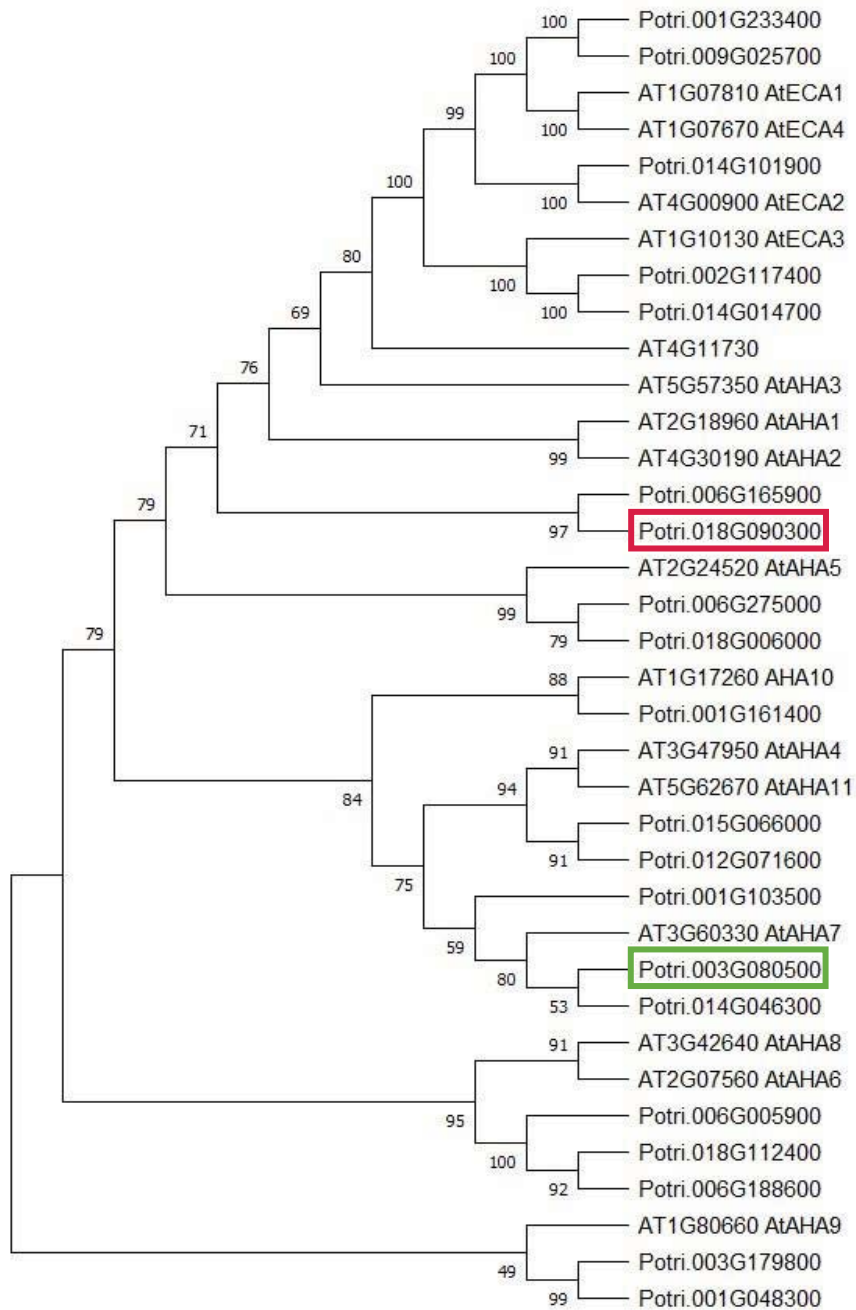 100
Potri.001G233400
Potri.009G025700
100
AT1G07810 AtECA1
99
100
AT1G07670 AtECA4
100
Potri.014G101900
100
AT4G00900 AtECA2
80
AT1G10130 AtECA3
100
Potri.002G117400
69
100
Potri.014G014700
76
AT4G11730
AT5G57350 AtAHA3
71
AT2G18960 AtAHA1
99
AT4G30190 AtAHA2
79
Potri.006G165900
97
Potri.018G090300
AT2G24520 AtAHA5
99
Potri.006G275000
79
79
Potri.018G006000
88
AT1G17260 AHA10
Potri.001G161400
91
AT3G47950 AtAHA4
84
94
AT5G62670 AtAHA11
Potri.015G066000
91
Potri.012G071600
75
Potri.001G103500
59
AT3G60330 AtAHA7
80
Potri.003G080500
53
Potri.014G046300
91
AT3G42640 AtAHA8
AT2G07560 AtAHA6
95
Potri.006G005900
100
Potri.018G112400
92
Potri.006G188600
AT1G80660 AtAHA9
49
Potri.003G179800
99
Potri.001G048300